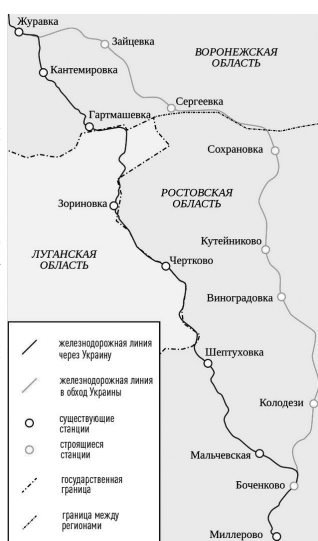 Журавка
Зайцевка
ВОРОНЕЖСКАЯ
ОБЛАСТЬ
Кантемировка
Сергеевка
Гартмашевка
Сохрановка
РОСТОВСКАЯ
ОБЛАСТЬ
Зориновка
Кутейниково
ЛУГАНСКАЯ
ОБЛАСТЬ
Чертково
Виноградовка
Шептуховка
Колодези
Мальчевская
Боченково
Миллерово
железнодорожная линия
через Украину
железнодорожная линия
в обход Украины
существующие
станции
строящиеся
станции
государственная
граница
граница между
регионами